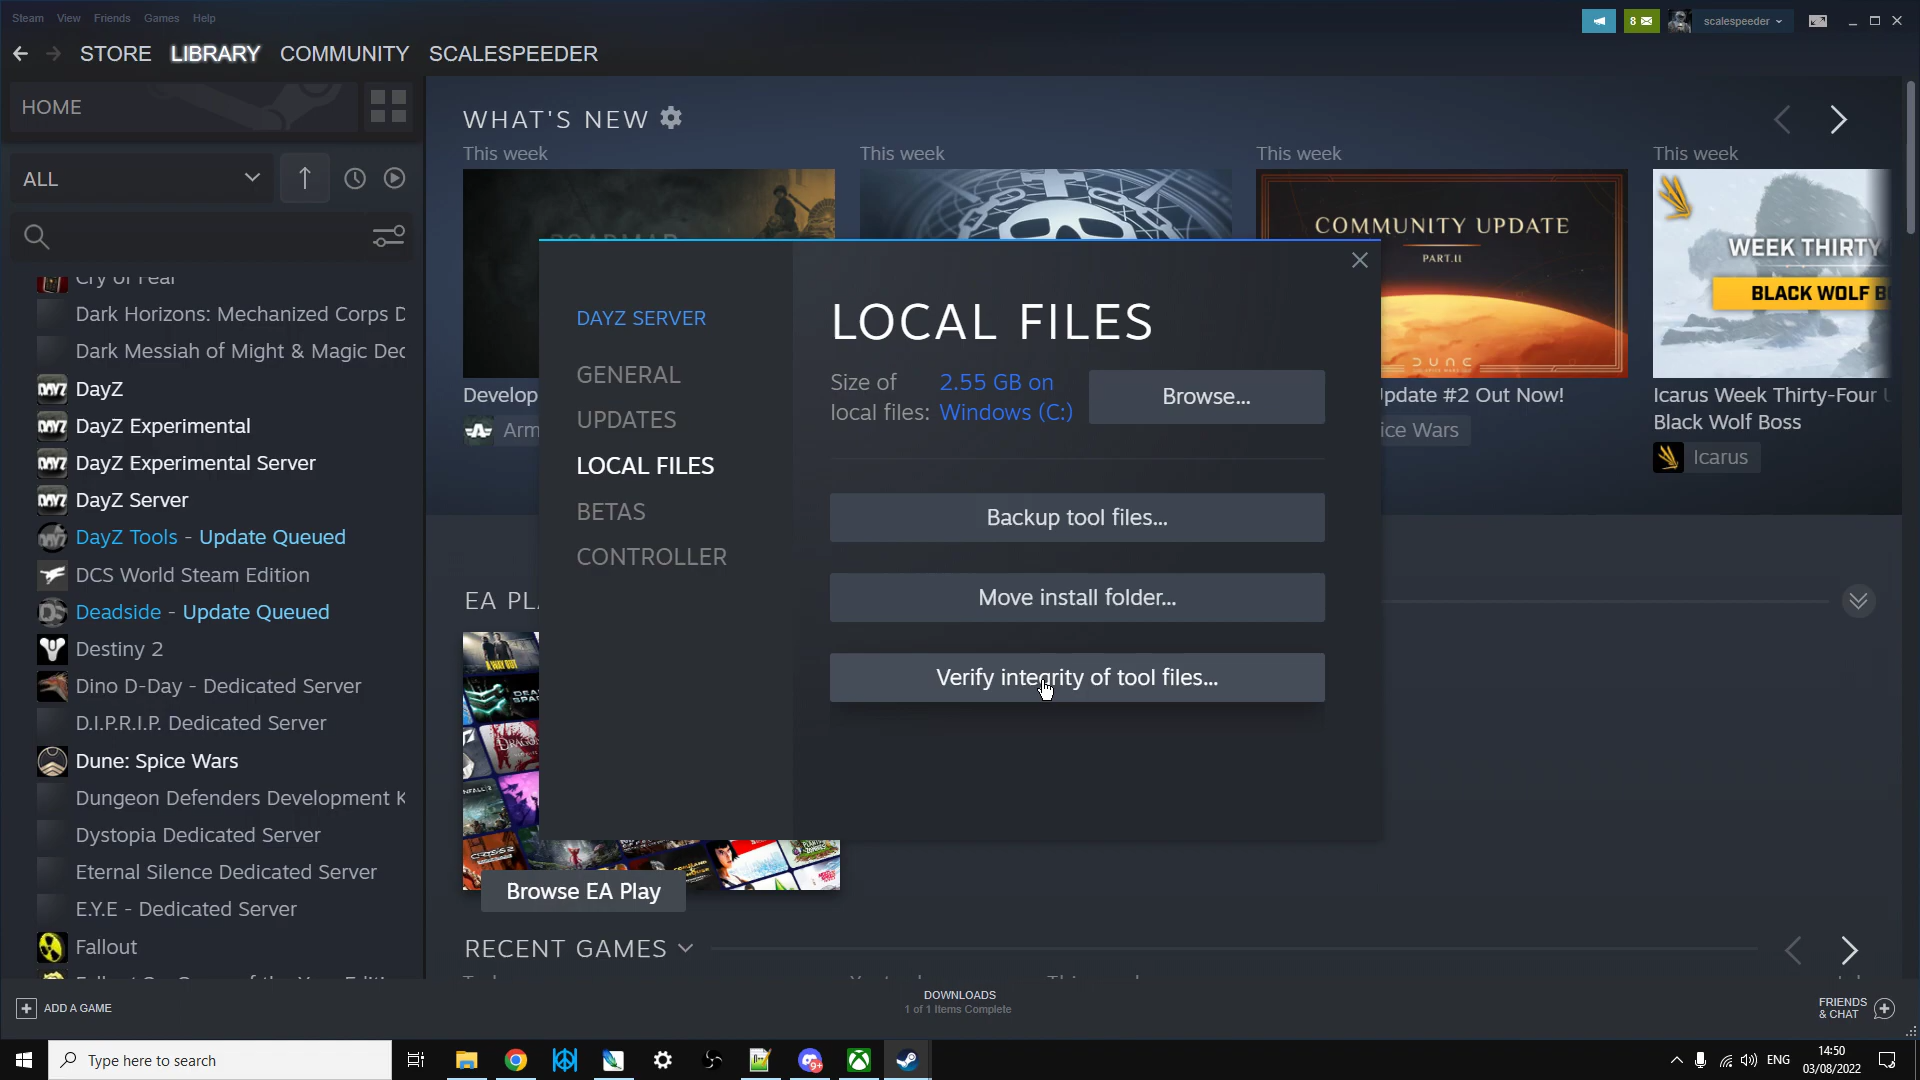 Steam View Friends Games Help
8
scalespeeder
STORE LIBRARY COMMUNITY SCALESPEEDER
HOME
ALL
Cry of Fear
Dark Horizons: Mechanized Corps D
Dark Messiah of Might & Magic Dec
DayZ
DayZ Experimental
DayZ Experimental Server
DayZ Server
DayZ Tools - Update Queued
DCS World Steam Edition
Deadside - Update Queued
Destiny 2
Dino D-Day - Dedicated Server
D.I.P.R.I.P. Dedicated Server
Dune: Spice Wars
Dungeon Defenders Development K
Dystopia Dedicated Server
Eternal Silence Dedicated Server
E.Y.E - Dedicated Server
Fallout
WHAT'S NEW
This week
This week
This week
This week
ROADMAP
COMMUNITY UPDATE
PART.II
DUNE
WEEK THIRTY
BLACK WOLF B
Develop
Arm
Update #2 Out Now!
ice Wars
Icarus Week Thirty-Four U
Black Wolf Boss
Icarus
DAYZ SERVER
GENERAL
UPDATES
LOCAL FILES
BETAS
CONTROLLER
LOCAL FILES
Size of local files:
2.55 GB on Windows (C:)
Browse...
Backup tool files...
Move install folder...
Verify integrity of tool files...
EA PL
Browse EA Play
RECENT GAMES
ADD A GAME
DOWNLOADS
1 of 1 Items Complete
FRIENDS
& CHAT
Type here to search
ENG
14:50
03/08/2022